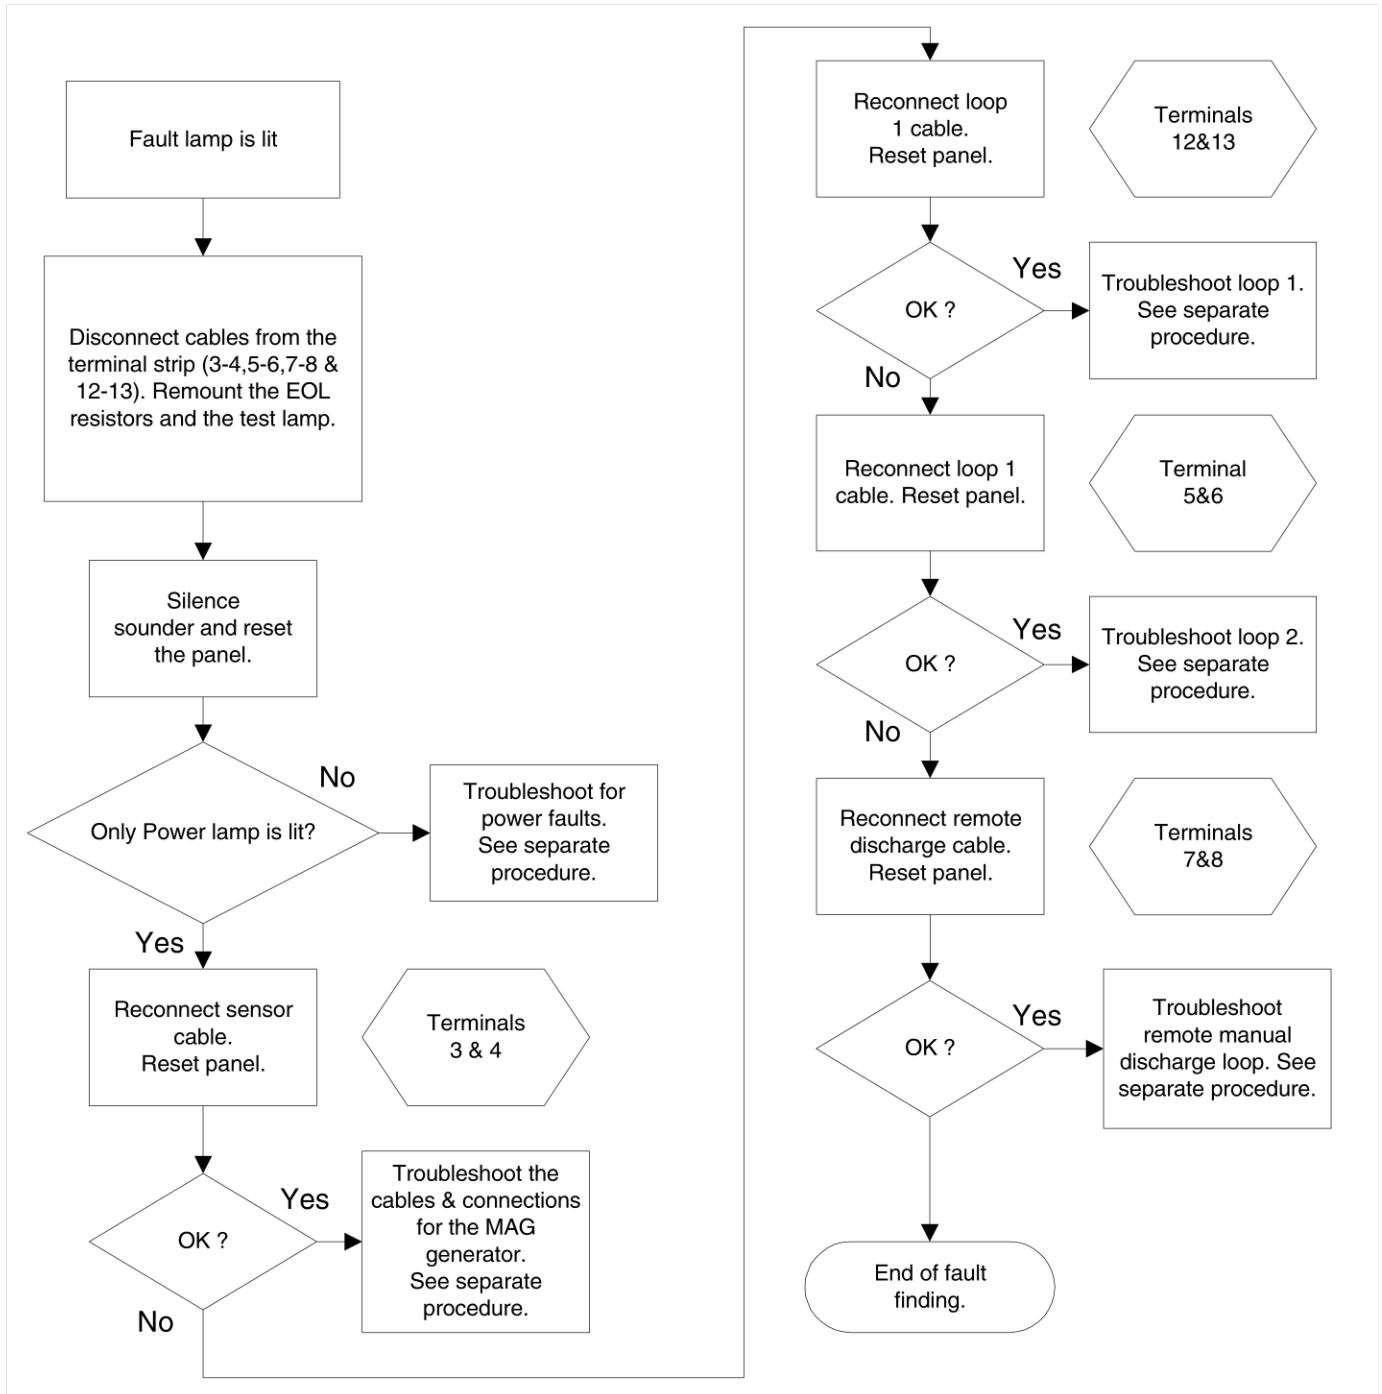 Fault lamp is lit
Disconnect cables from the
terminal strip (3-4,5-6,7-8 &
12-13). Remount the EOL
resistors and the test lamp.
Silence
sounder and reset
the panel.
Only Power lamp is lit?
No
Troubleshoot for
power faults.
See separate
procedure.
Yes
Reconnect sensor
cable.
Reset panel.
Terminals
3 & 4
OK ?
Yes
Troubleshoot the
cables & connections
for the MAG
generator.
See separate
procedure.
No
Reconnect loop
1 cable.
Reset panel.
Terminals
12&13
OK ?
Yes
Troubleshoot loop 1.
See separate
procedure.
No
Reconnect loop 1
cable. Reset panel.
Terminal
5&6
OK ?
Yes
Troubleshoot loop 2.
See separate
procedure.
No
Reconnect remote
discharge cable.
Reset panel.
Terminals
7&8
OK ?
Yes
Troubleshoot
remote manual
discharge loop. See
separate procedure.
End of fault
finding.